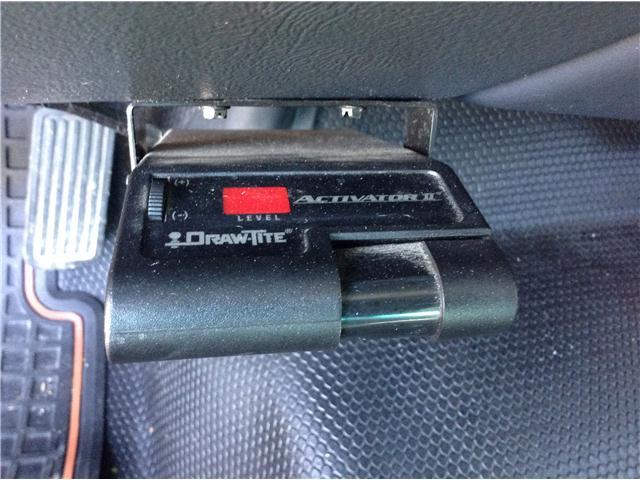 (+)
ACTIVATOR II
(-)
LEVEL
DRAW-TITE®